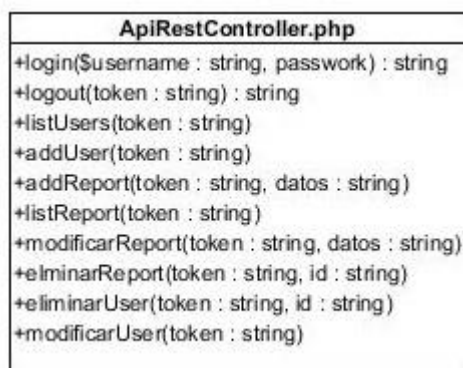 ApiRestController.php
+login($username : string, passwork) : string
+logout(token : string) : string
+listUsers(token : string)
+addUser(token : string)
+addReport(token : string, datos : string)
+listReport(token : string)
+modificarReport(token : string, datos : string)
+elminarReport(token : string, id : string)
+eliminarUser(token : string, id : string)
+modificarUser(token : string)